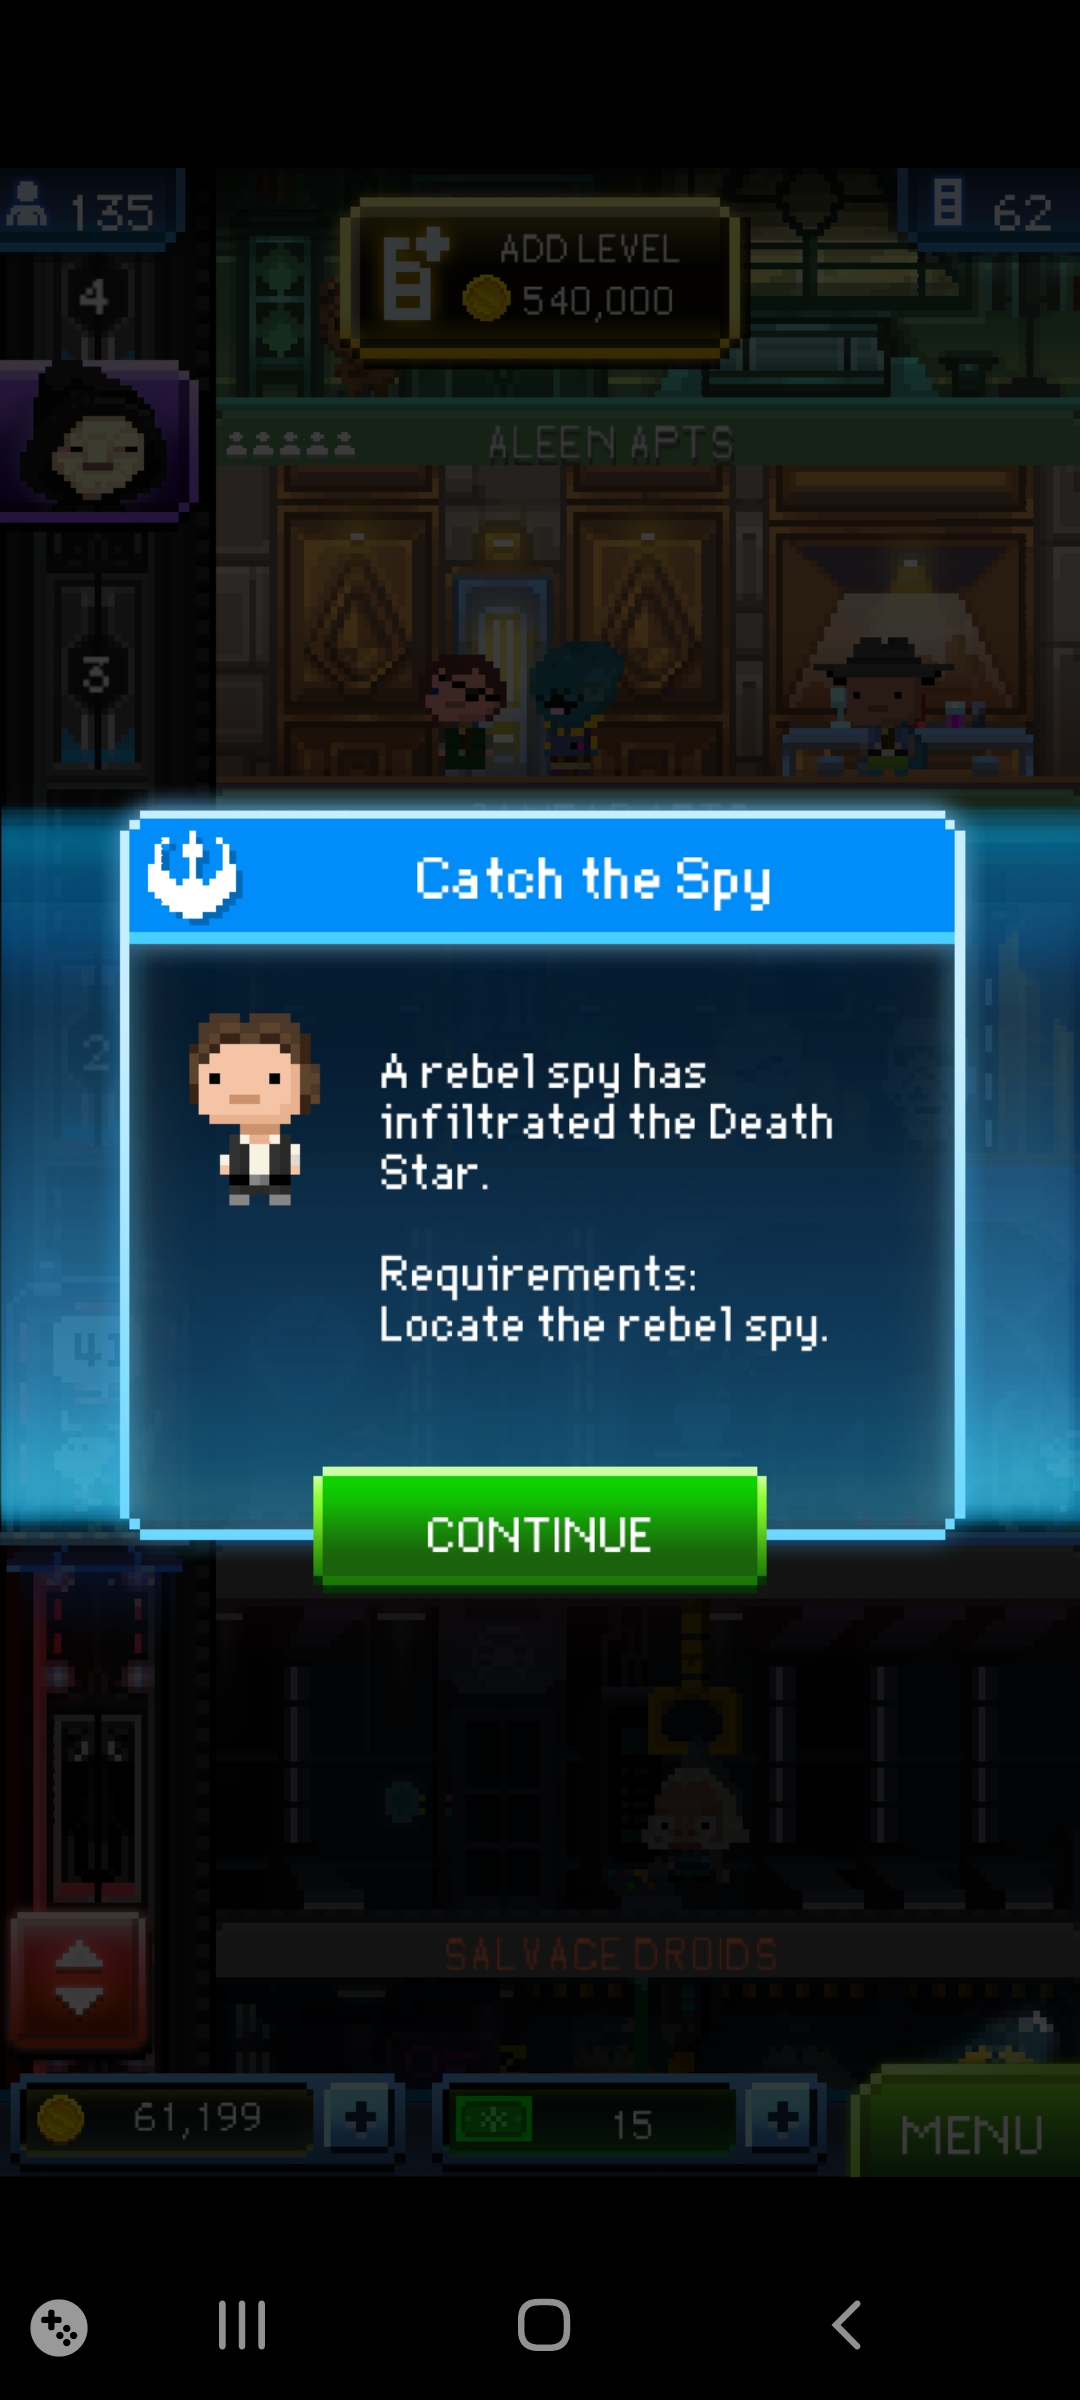 135
62
ADD LEVEL
540,000
4
ALEEN APTS
3
Catch the Spy
2
A rebel spy has
infiltrated the Death
Star.
Requirements:
Locate the rebel spy.
CONTINUE
SALVAGE DROIDS
61,199
15
MENU